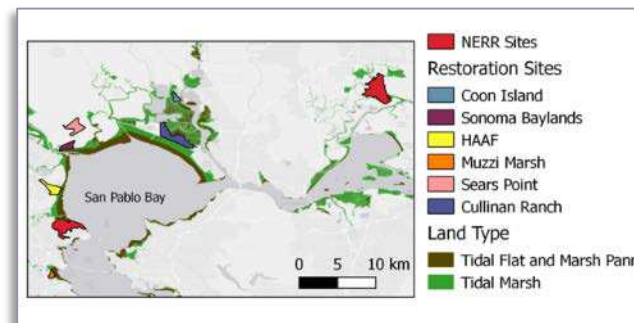 NERR Sites
Restoration Sites
Coon Island
Sonoma Baylands
HAAF
Muzzi Marsh
Sears Point
Cullinan Ranch
Land Type
Tidal Flat and Marsh Pann
Tidal Marsh
San Pablo Bay
0 5 10 km